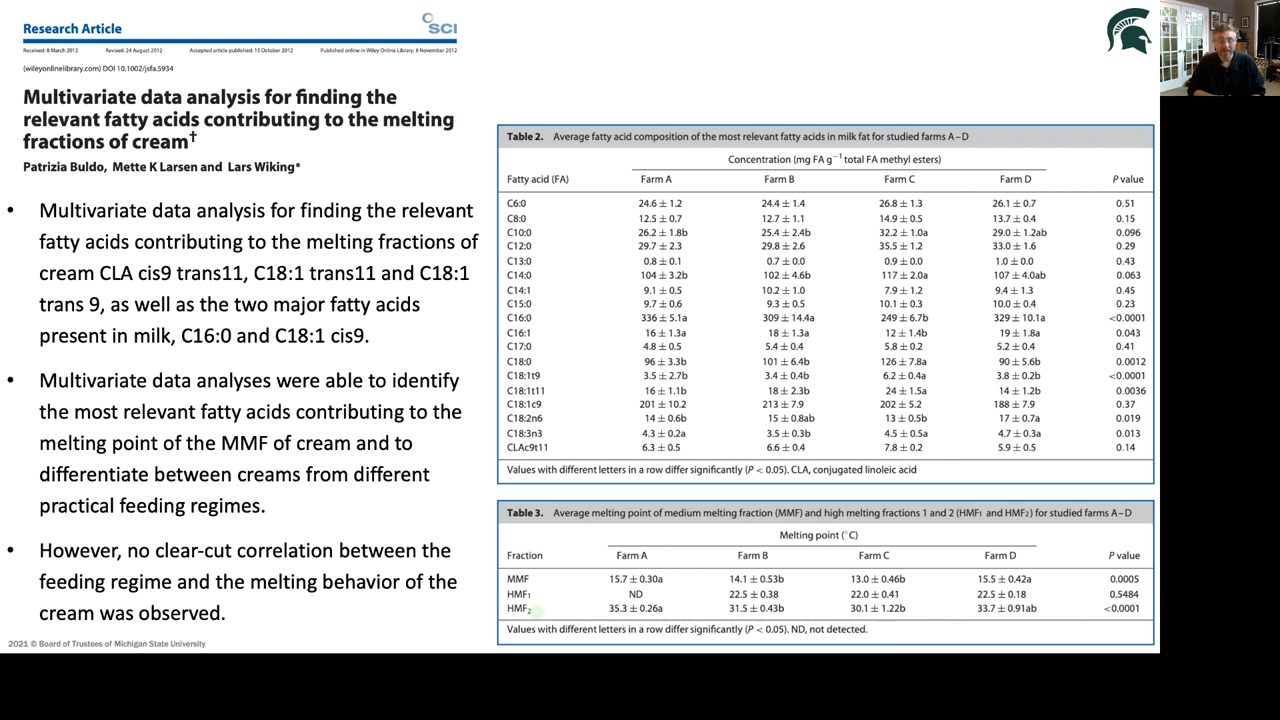 Research Article
SCI
Received: 8 March 2012 Revised: 24 August 2012 Accepted article published: 15 October 2012 Published online in Wiley Online Library: 8 November 2012
(wileyonlinelibrary.com) DOI 10.1002/jsfa.5934
Multivariate data analysis for finding the
relevant fatty acids contributing to the melting
fractions of cream†
Patrizia Buldo, Mette K Larsen and Lars Wiking*
• Multivariate data analysis for finding the relevant
fatty acids contributing to the melting fractions of
cream CLA cis9 trans11, C18:1 trans11 and C18:1
trans 9, as well as the two major fatty acids
present in milk, C16:0 and C18:1 cis9.
• Multivariate data analyses were able to identify
the most relevant fatty acids contributing to the
melting point of the MMF of cream and to
differentiate between creams from different
practical feeding regimes.
• However, no clear-cut correlation between the
feeding regime and the melting behavior of the
cream was observed.
2021 © Board of Trustees of Michigan State University
Table 2. Average fatty acid composition of the most relevant fatty acids in milk fat for studied farms A–D
Concentration (mg FA g⁻¹ total FA methyl esters)
Fatty acid (FA) Farm A Farm B Farm C Farm D P value
C6:0 24.6 ± 1.2 24.4 ± 1.4 26.8 ± 1.3 26.1 ± 0.7 0.51
C8:0 12.5 ± 0.7 12.7 ± 1.1 14.9 ± 0.5 13.7 ± 0.4 0.15
C10:0 26.2 ± 1.8b 25.4 ± 2.4b 32.2 ± 1.0a 29.0 ± 1.2ab 0.096
C12:0 29.7 ± 2.3 29.8 ± 2.6 35.5 ± 1.2 33.0 ± 1.6 0.29
C13:0 0.8 ± 0.1 0.7 ± 0.0 0.9 ± 0.0 1.0 ± 0.0 0.43
C14:0 104 ± 3.2b 102 ± 4.6b 117 ± 2.0a 107 ± 4.0ab 0.063
C14:1 9.1 ± 0.5 10.2 ± 1.0 7.9 ± 1.2 9.4 ± 1.3 0.45
C15:0 9.7 ± 0.6 9.3 ± 0.5 10.1 ± 0.3 10.0 ± 0.4 0.23
C16:0 336 ± 5.1a 309 ± 14.4a 249 ± 6.7b 329 ± 10.1a <0.0001
C16:1 16 ± 1.3a 18 ± 1.3a 12 ± 1.4b 19 ± 1.8a 0.043
C17:0 4.8 ± 0.5 5.4 ± 0.4 5.8 ± 0.2 5.2 ± 0.4 0.41
C18:0 96 ± 3.3b 101 ± 6.4b 126 ± 7.8a 90 ± 5.6b 0.0012
C18:1t9 3.5 ± 2.7b 3.4 ± 0.4b 6.2 ± 0.4a 3.8 ± 0.2b <0.0001
C18:1t11 16 ± 1.1b 18 ± 2.3b 24 ± 1.5a 14 ± 1.2b 0.0036
C18:1c9 201 ± 10.2 213 ± 7.9 202 ± 5.2 188 ± 7.9 0.37
C18:2n6 14 ± 0.6b 15 ± 0.8ab 13 ± 0.5b 17 ± 0.7a 0.019
C18:3n3 4.3 ± 0.2a 3.5 ± 0.3b 4.5 ± 0.5a 4.7 ± 0.3a 0.013
CLAc9t11 6.3 ± 0.5 6.6 ± 0.4 7.8 ± 0.2 5.9 ± 0.5 0.14
Values with different letters in a row differ significantly (P < 0.05). CLA, conjugated linoleic acid
Table 3. Average melting point of medium melting fraction (MMF) and high melting fractions 1 and 2 (HMF₁ and HMF₂) for studied farms A–D
Melting point (°C)
Fraction Farm A Farm B Farm C Farm D P value
MMF 15.7 ± 0.30a 14.1 ± 0.53b 13.0 ± 0.46b 15.5 ± 0.42a 0.0005
HMF₁ ND 22.5 ± 0.38 22.0 ± 0.41 22.5 ± 0.18 0.5484
HMF₂ 35.3 ± 0.26a 31.5 ± 0.43b 30.1 ± 1.22b 33.7 ± 0.91ab <0.0001
Values with different letters in a row differ significantly (P < 0.05). ND, not detected.